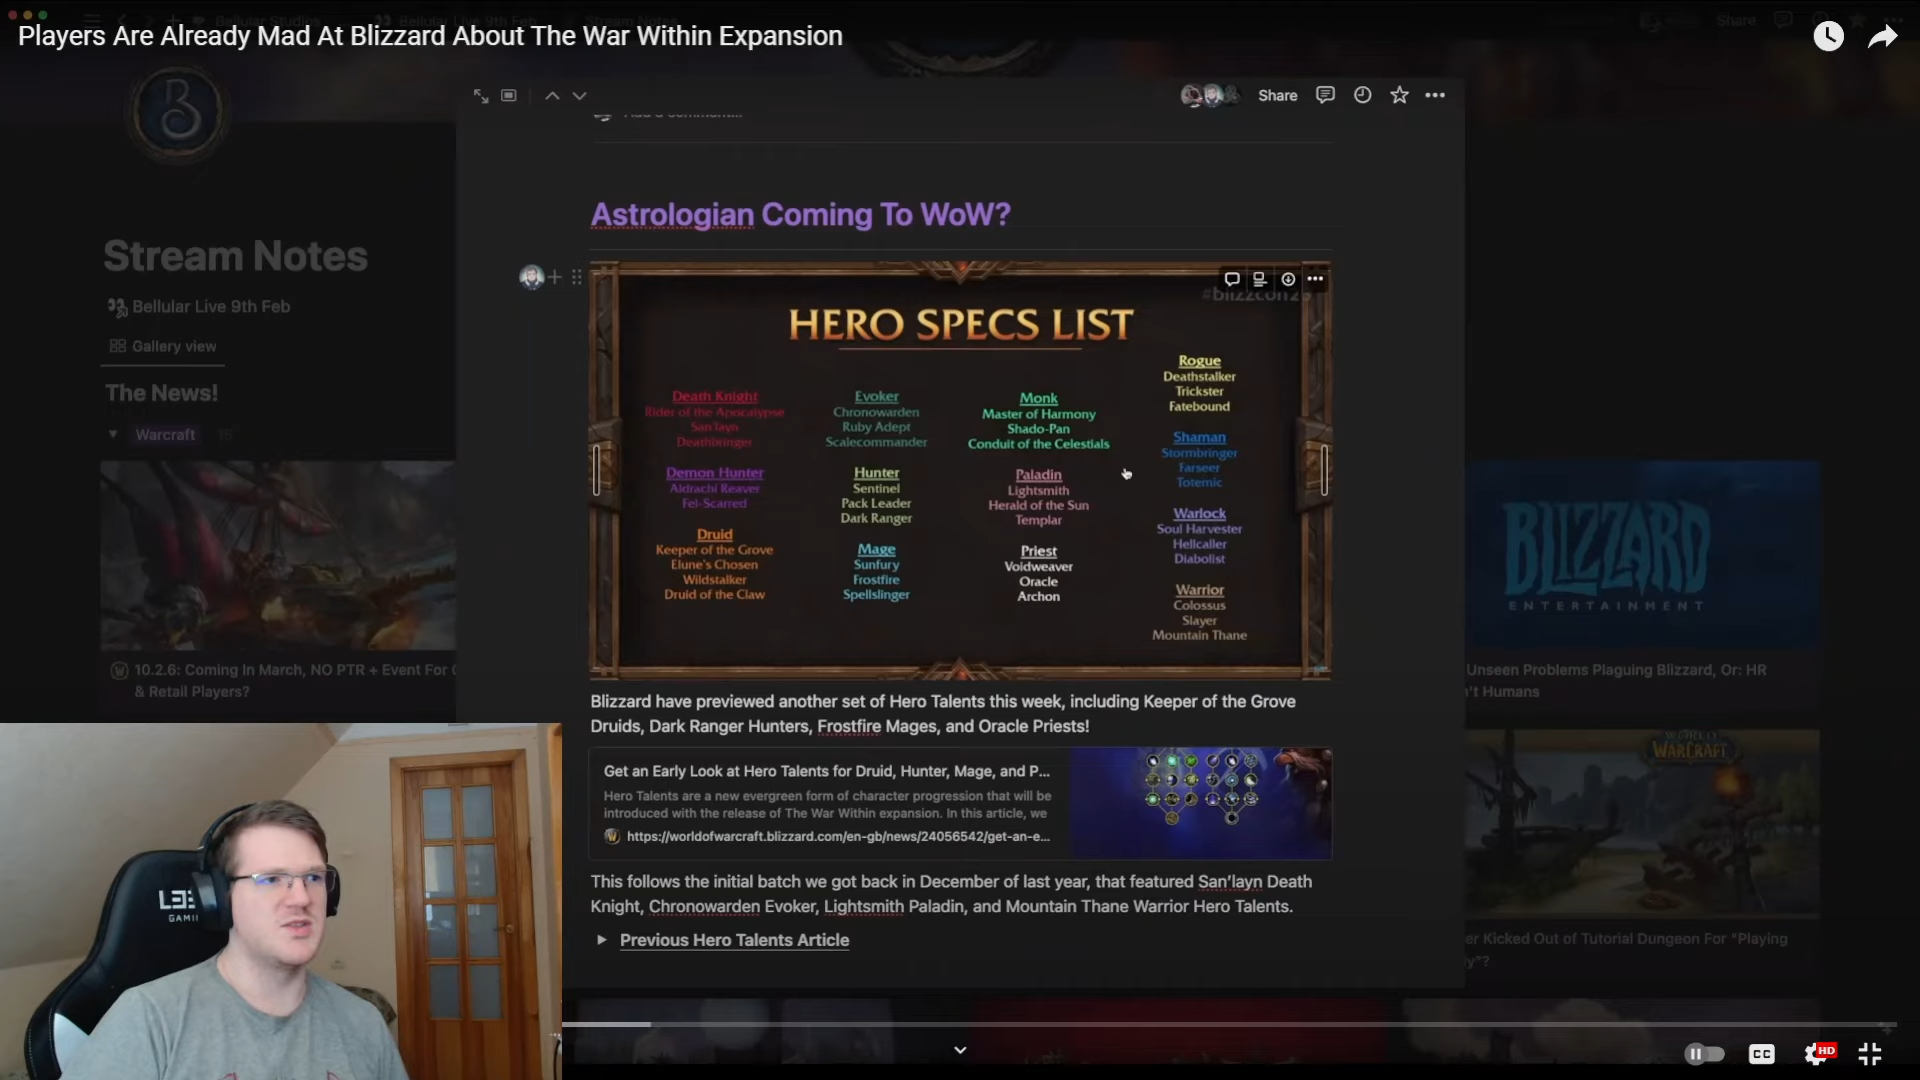 Players Are Already Mad At Blizzard About The War Within Expansion
Share
Stream Notes
Bellular Live 9th Feb
Gallery view
The News!
Warcraft 15
10.2.6: Coming In March, NO PTR + Event For
& Retail Players?
Astrologian Coming To WoW?
#blizzcon23
HERO SPECS LIST
Death Knight
Rider of the Apocalypse
San'layn
Deathbringer
Demon Hunter
Aldrachi Reaver
Fel-Scarred
Druid
Keeper of the Grove
Elune's Chosen
Wildstalker
Druid of the Claw
Evoker
Chronowarden
Ruby Adept
Scalecommander
Hunter
Sentinel
Pack Leader
Dark Ranger
Mage
Sunfury
Frostfire
Spellslinger
Monk
Master of Harmony
Shado-Pan
Conduit of the Celestials
Paladin
Lightsmith
Herald of the Sun
Templar
Priest
Voidweaver
Oracle
Archon
Rogue
Deathstalker
Trickster
Fatebound
Shaman
Stormbringer
Farseer
Totemic
Warlock
Soul Harvester
Hellcaller
Diabolist
Warrior
Colossus
Slayer
Mountain Thane
Blizzard have previewed another set of Hero Talents this week, including Keeper of the Grove
Druids, Dark Ranger Hunters, Frostfire Mages, and Oracle Priests!
Get an Early Look at Hero Talents for Druid, Hunter, Mage, and P...
Hero Talents are a new evergreen form of character progression that will be
introduced with the release of The War Within expansion. In this article, we
https://worldofwarcraft.blizzard.com/en-gb/news/24056542/get-an-e...
This follows the initial batch we got back in December of last year, that featured San'layn Death
Knight, Chronowarden Evoker, Lightsmith Paladin, and Mountain Thane Warrior Hero Talents.
Previous Hero Talents Article
BLIZZARD
ENTERTAINMENT
Unseen Problems Plaguing Blizzard, Or: HR
't Humans
WORLD OF
WARCRAFT
er Kicked Out of Tutorial Dungeon For "Playing
y"?
GAMI
CC
HD